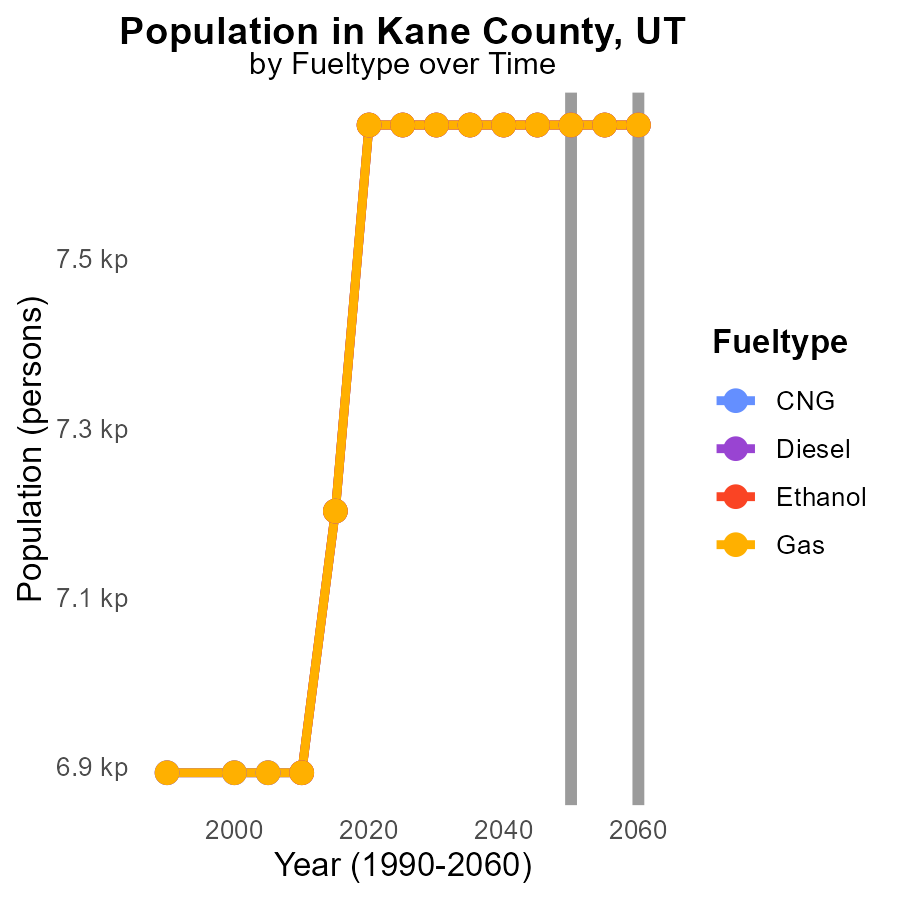 Population in Kane County, UT
by Fueltype over Time
Population (persons)
7.5 kp
7.3 kp
7.1 kp
6.9 kp
2000
2020
2040
2060
Year (1990-2060)
Fueltype
CNG
Diesel
Ethanol
Gas